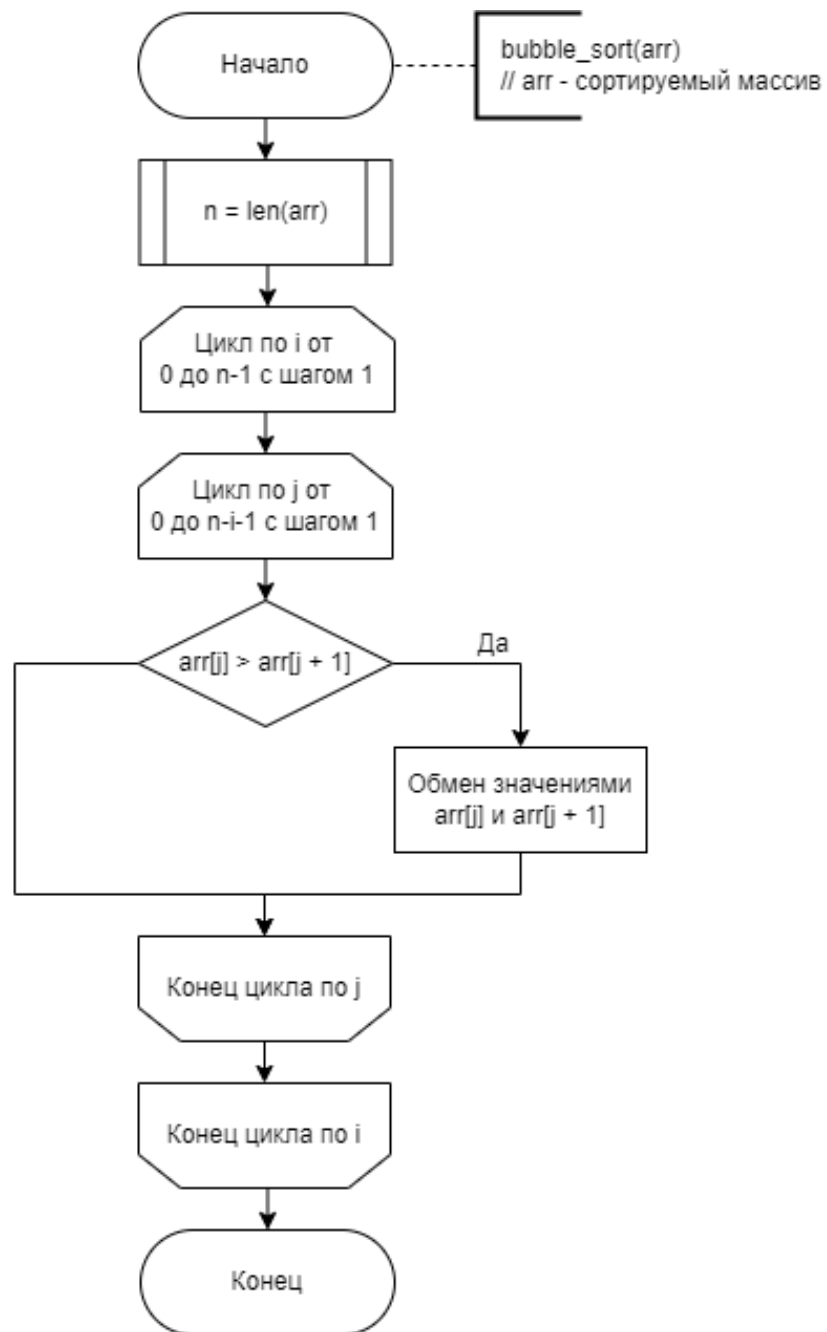 Начало
bubble_sort(arr)
// arr - сортируемый массив
n = len(arr)
Цикл по i от
0 до n-1 с шагом 1
Цикл по j от
0 до n-i-1 с шагом 1
arr[j] > arr[j + 1]
Да
Обмен значениями
arr[j] и arr[j + 1]
Конец цикла по j
Конец цикла по i
Конец